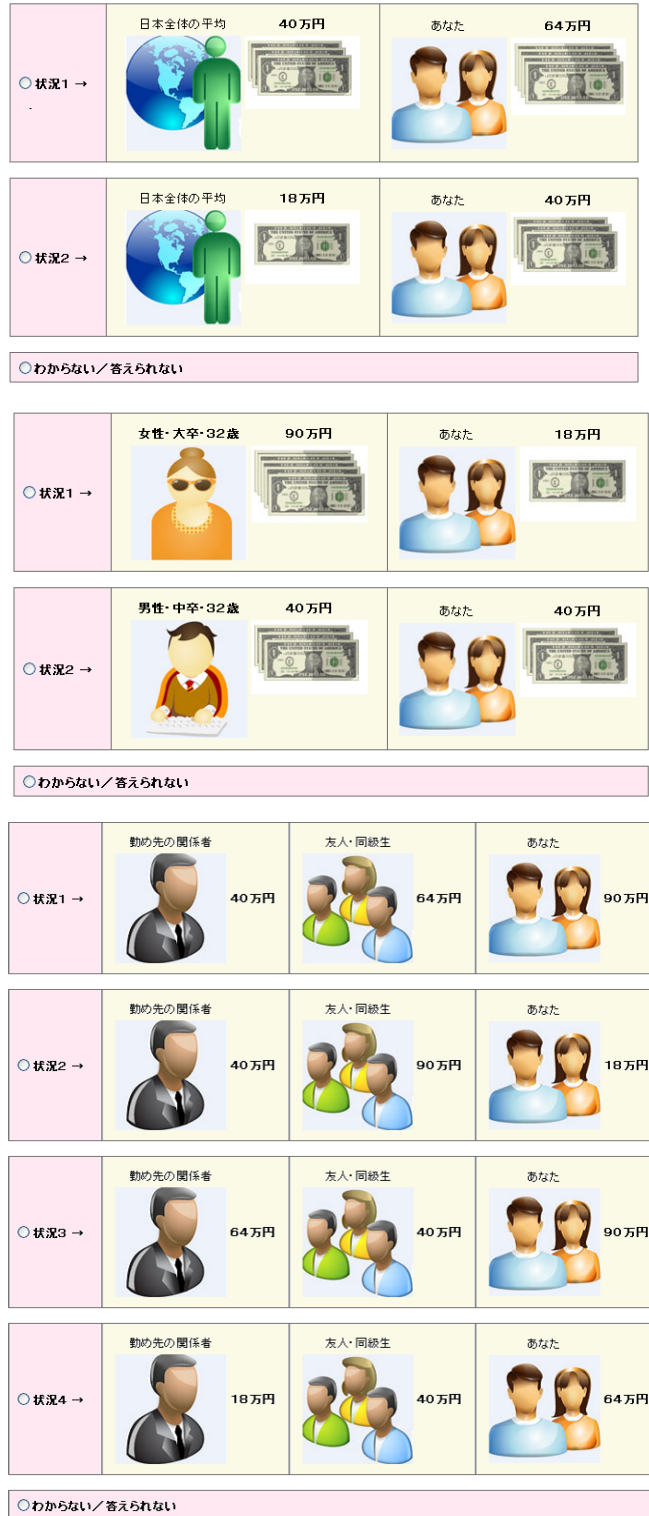 日本全体の平均 40万円 あなた 64万円
状況1 →
日本全体の平均 18万円 あなた 40万円
状況2 →
わからない／答えられない
女性・大卒・32歳 90万円 あなた 18万円
状況1 →
男性・中卒・32歳 40万円 あなた 40万円
状況2 →
わからない／答えられない
勤め先の関係者 友人・同級生 あなた
状況1 → 40万円 64万円 90万円
勤め先の関係者 友人・同級生 あなた
状況2 → 40万円 90万円 18万円
勤め先の関係者 友人・同級生 あなた
状況3 → 64万円 40万円 90万円
勤め先の関係者 友人・同級生 あなた
状況4 → 18万円 40万円 64万円
わからない／答えられない